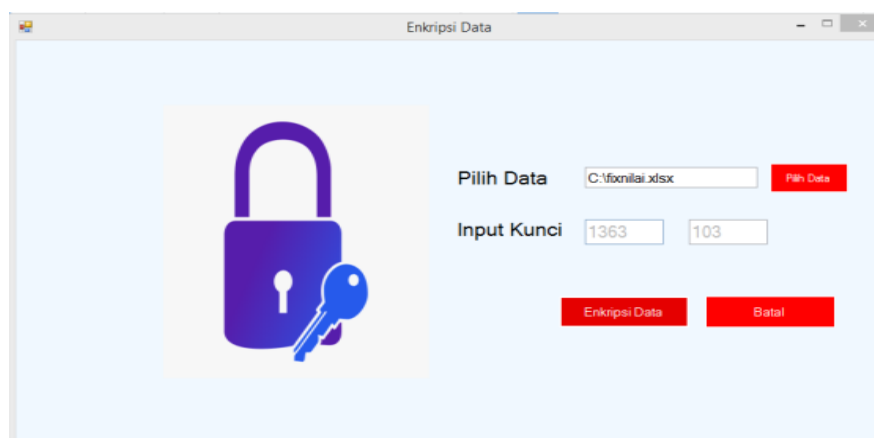 Enkripsi Data
Pilih Data C:\fixnilai.xlsx Pilih Data
Input Kunci 1363 103
Enkripsi Data Batal